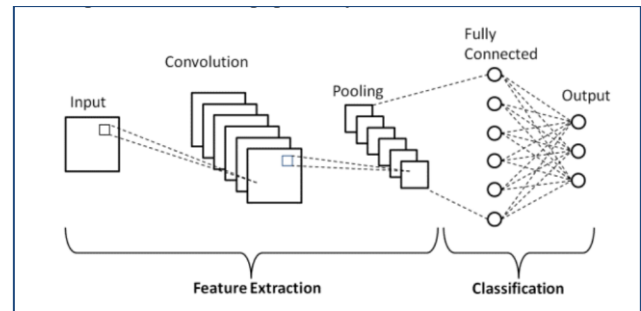 Fully
Connected
Convolution
Pooling
Input
Output
Feature Extraction
Classification